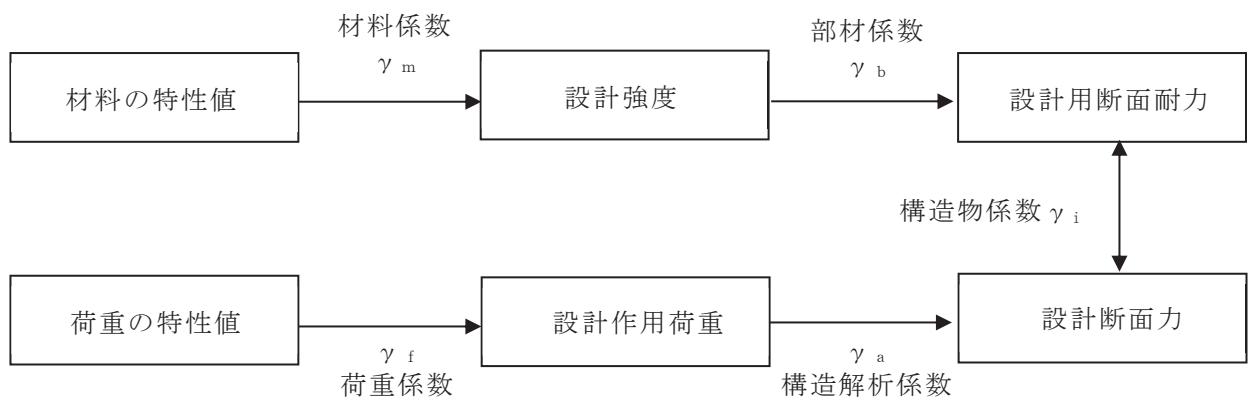 材料係数
γ m
部材係数
γ b
材料の特性値
設計強度
設計用断面耐力
構造物係数 γ i
荷重の特性値
設計作用荷重
設計断面力
γ f
荷重係数
γ a
構造解析係数